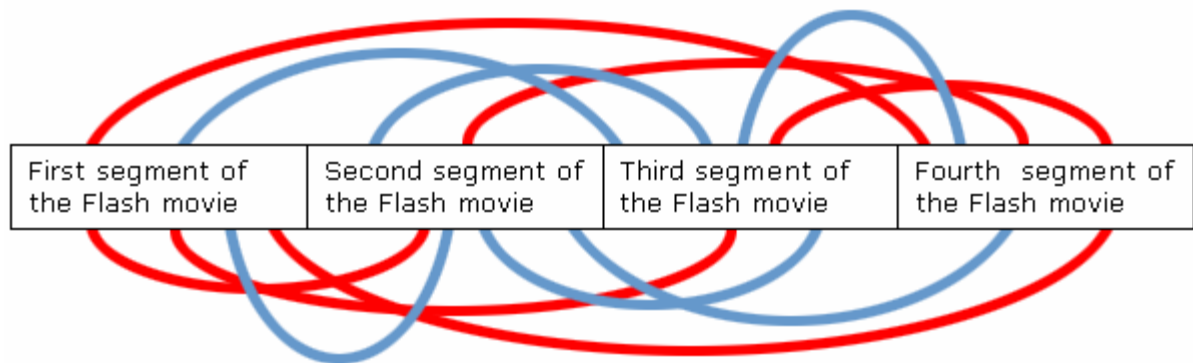 First segment of
the Flash movie
Second segment of
the Flash movie
Third segment of
the Flash movie
Fourth segment of
the Flash movie